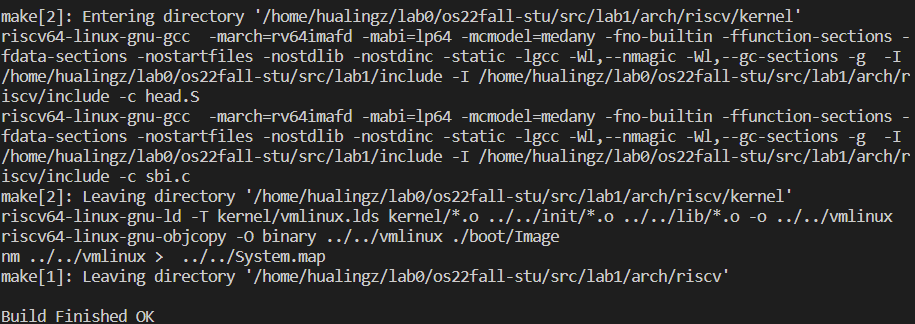 make[2]: Entering directory '/home/hualingz/lab0/os22fall-stu/src/lab1/arch/riscv/kernel'
riscv64-linux-gnu-gcc  -march=rv64imafd -mabi=lp64 -mcmodel=medany -fno-builtin -ffunction-sections -
fdata-sections -nostartfiles -nostdlib -nostdinc -static -lgcc -Wl,--nmagic -Wl,--gc-sections -g  -I
/home/hualingz/lab0/os22fall-stu/src/lab1/include -I /home/hualingz/lab0/os22fall-stu/src/lab1/arch/r
iscv/include -c head.S
riscv64-linux-gnu-gcc  -march=rv64imafd -mabi=lp64 -mcmodel=medany -fno-builtin -ffunction-sections -
fdata-sections -nostartfiles -nostdlib -nostdinc -static -lgcc -Wl,--nmagic -Wl,--gc-sections -g  -I
/home/hualingz/lab0/os22fall-stu/src/lab1/include -I /home/hualingz/lab0/os22fall-stu/src/lab1/arch/r
iscv/include -c sbi.c
make[2]: Leaving directory '/home/hualingz/lab0/os22fall-stu/src/lab1/arch/riscv/kernel'
riscv64-linux-gnu-ld -T kernel/vmlinux.lds kernel/*.o ../../init/*.o ../../lib/*.o -o ../../vmlinux
riscv64-linux-gnu-objcopy -O binary ../../vmlinux ./boot/Image
nm ../../vmlinux >  ../../System.map
make[1]: Leaving directory '/home/hualingz/lab0/os22fall-stu/src/lab1/arch/riscv'
Build Finished OK